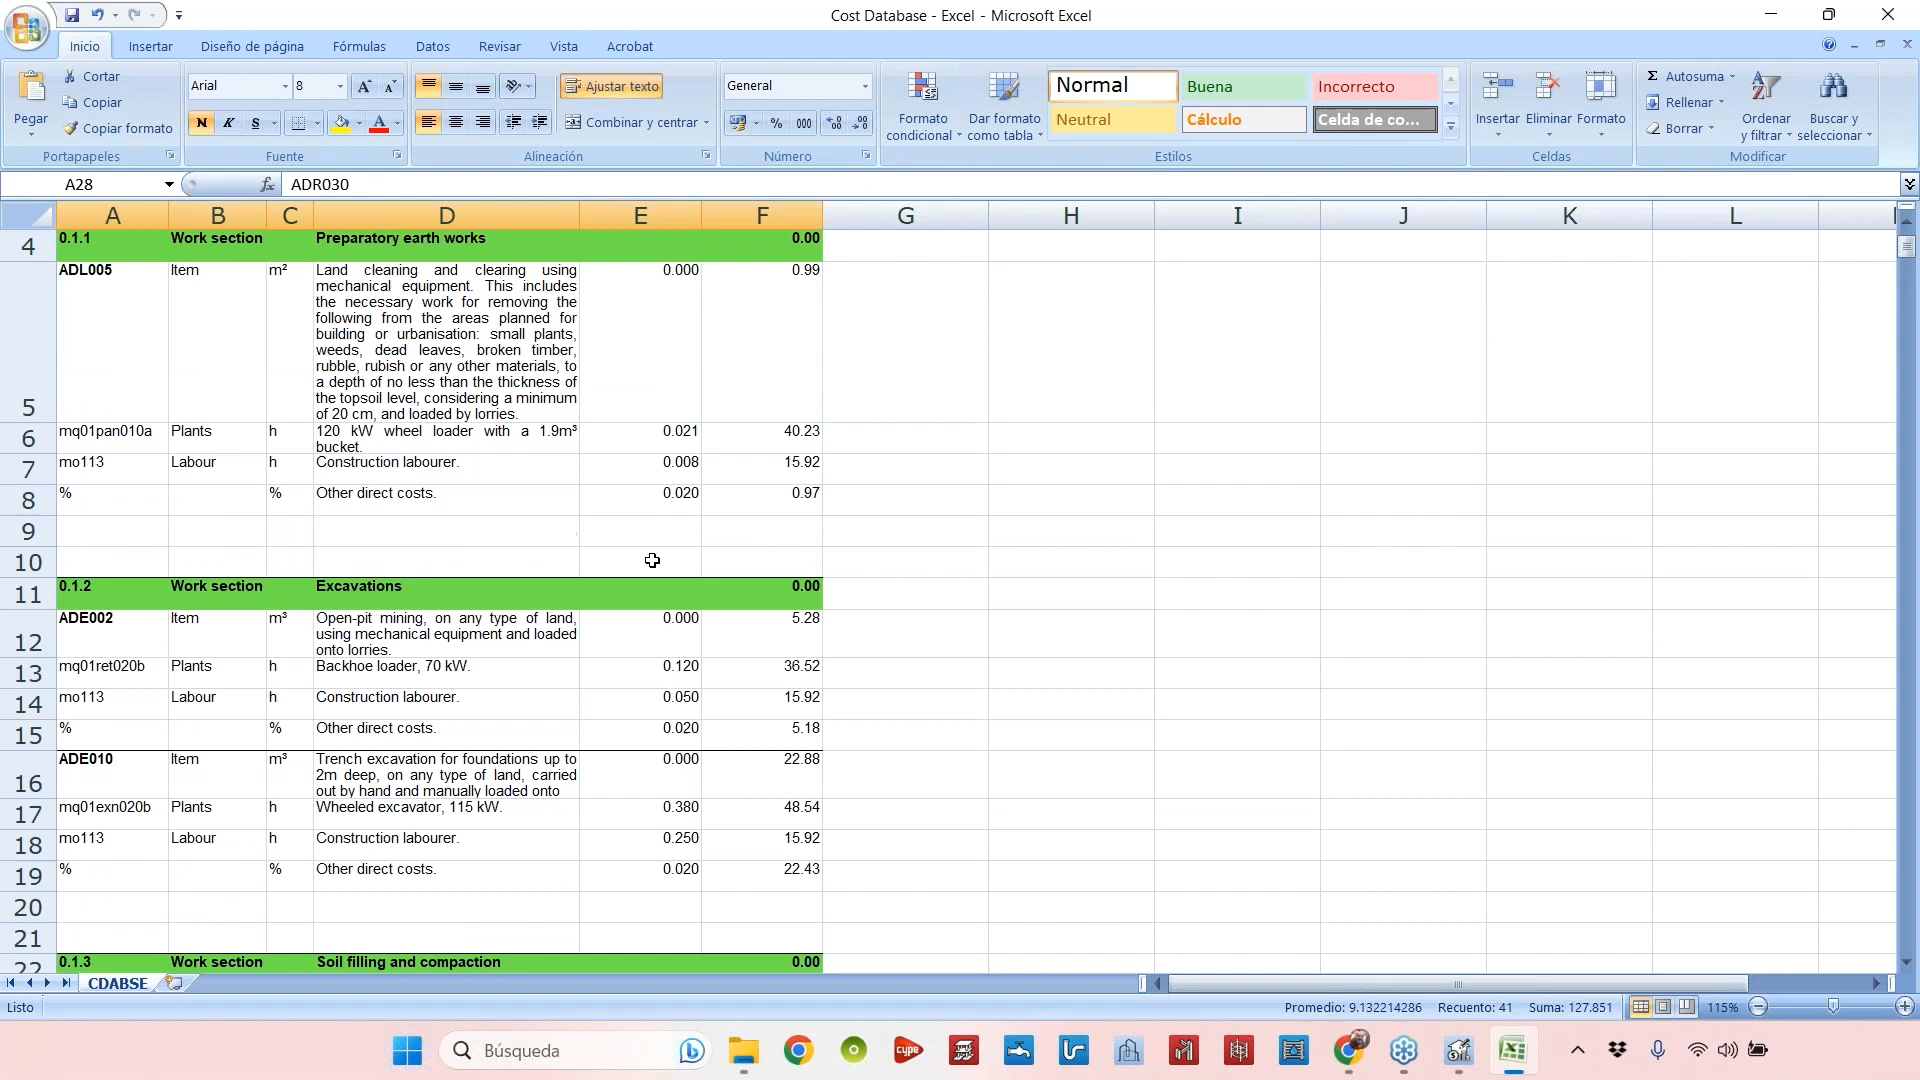 Cost Database - Excel - Microsoft Excel
Inicio Insertar Diseño de página Fórmulas Datos Revisar Vista Acrobat
Pegar
Cortar
Copiar
Copiar formato
Portapapeles
Arial 8
N K S
Fuente
Ajustar texto
Combinar y centrar
Alineación
General
% 000
Número
Formato condicional
Dar formato como tabla
Normal Buena Incorrecto
Neutral Cálculo Celda de co...
Estilos
Insertar Eliminar Formato
Celdas
Autosuma
Rellenar
Borrar
Ordenar y filtrar
Buscar y seleccionar
Modificar
A28 fx ADR030
A B C D E F G H I J K L
4 0.1.1 Work section Preparatory earth works 0.00
5 ADL005 Item m² Land cleaning and clearing using 0.000 0.99
mechanical equipment. This includes
the necessary work for removing the
following from the areas planned for
building or urbanisation: small plants,
weeds, dead leaves, broken timber,
rubble, rubish or any other materials, to
a depth of no less than the thickness of
the topsoil level, considering a minimum
of 20 cm, and loaded by lorries.
6 mq01pan010a Plants h 120 kW wheel loader with a 1.9m³ 0.021 40.23
bucket.
7 mo113 Labour h Construction labourer. 0.008 15.92
8 % % Other direct costs. 0.020 0.97
9
10
11 0.1.2 Work section Excavations 0.00
12 ADE002 Item m³ Open-pit mining, on any type of land, 0.000 5.28
using mechanical equipment and loaded
onto lorries.
13 mq01ret020b Plants h Backhoe loader, 70 kW. 0.120 36.52
14 mo113 Labour h Construction labourer. 0.050 15.92
15 % % Other direct costs. 0.020 5.18
16 ADE010 Item m³ Trench excavation for foundations up to 0.000 22.88
2m deep, on any type of land, carried
out by hand and manually loaded onto
17 mq01exn020b Plants h Wheeled excavator, 115 kW. 0.380 48.54
18 mo113 Labour h Construction labourer. 0.250 15.92
19 % % Other direct costs. 0.020 22.43
20
21
22 0.1.3 Work section Soil filling and compaction 0.00
CDABSE
Listo Promedio: 9.132214286 Recuento: 41 Suma: 127.851 115%
Búsqueda
cype